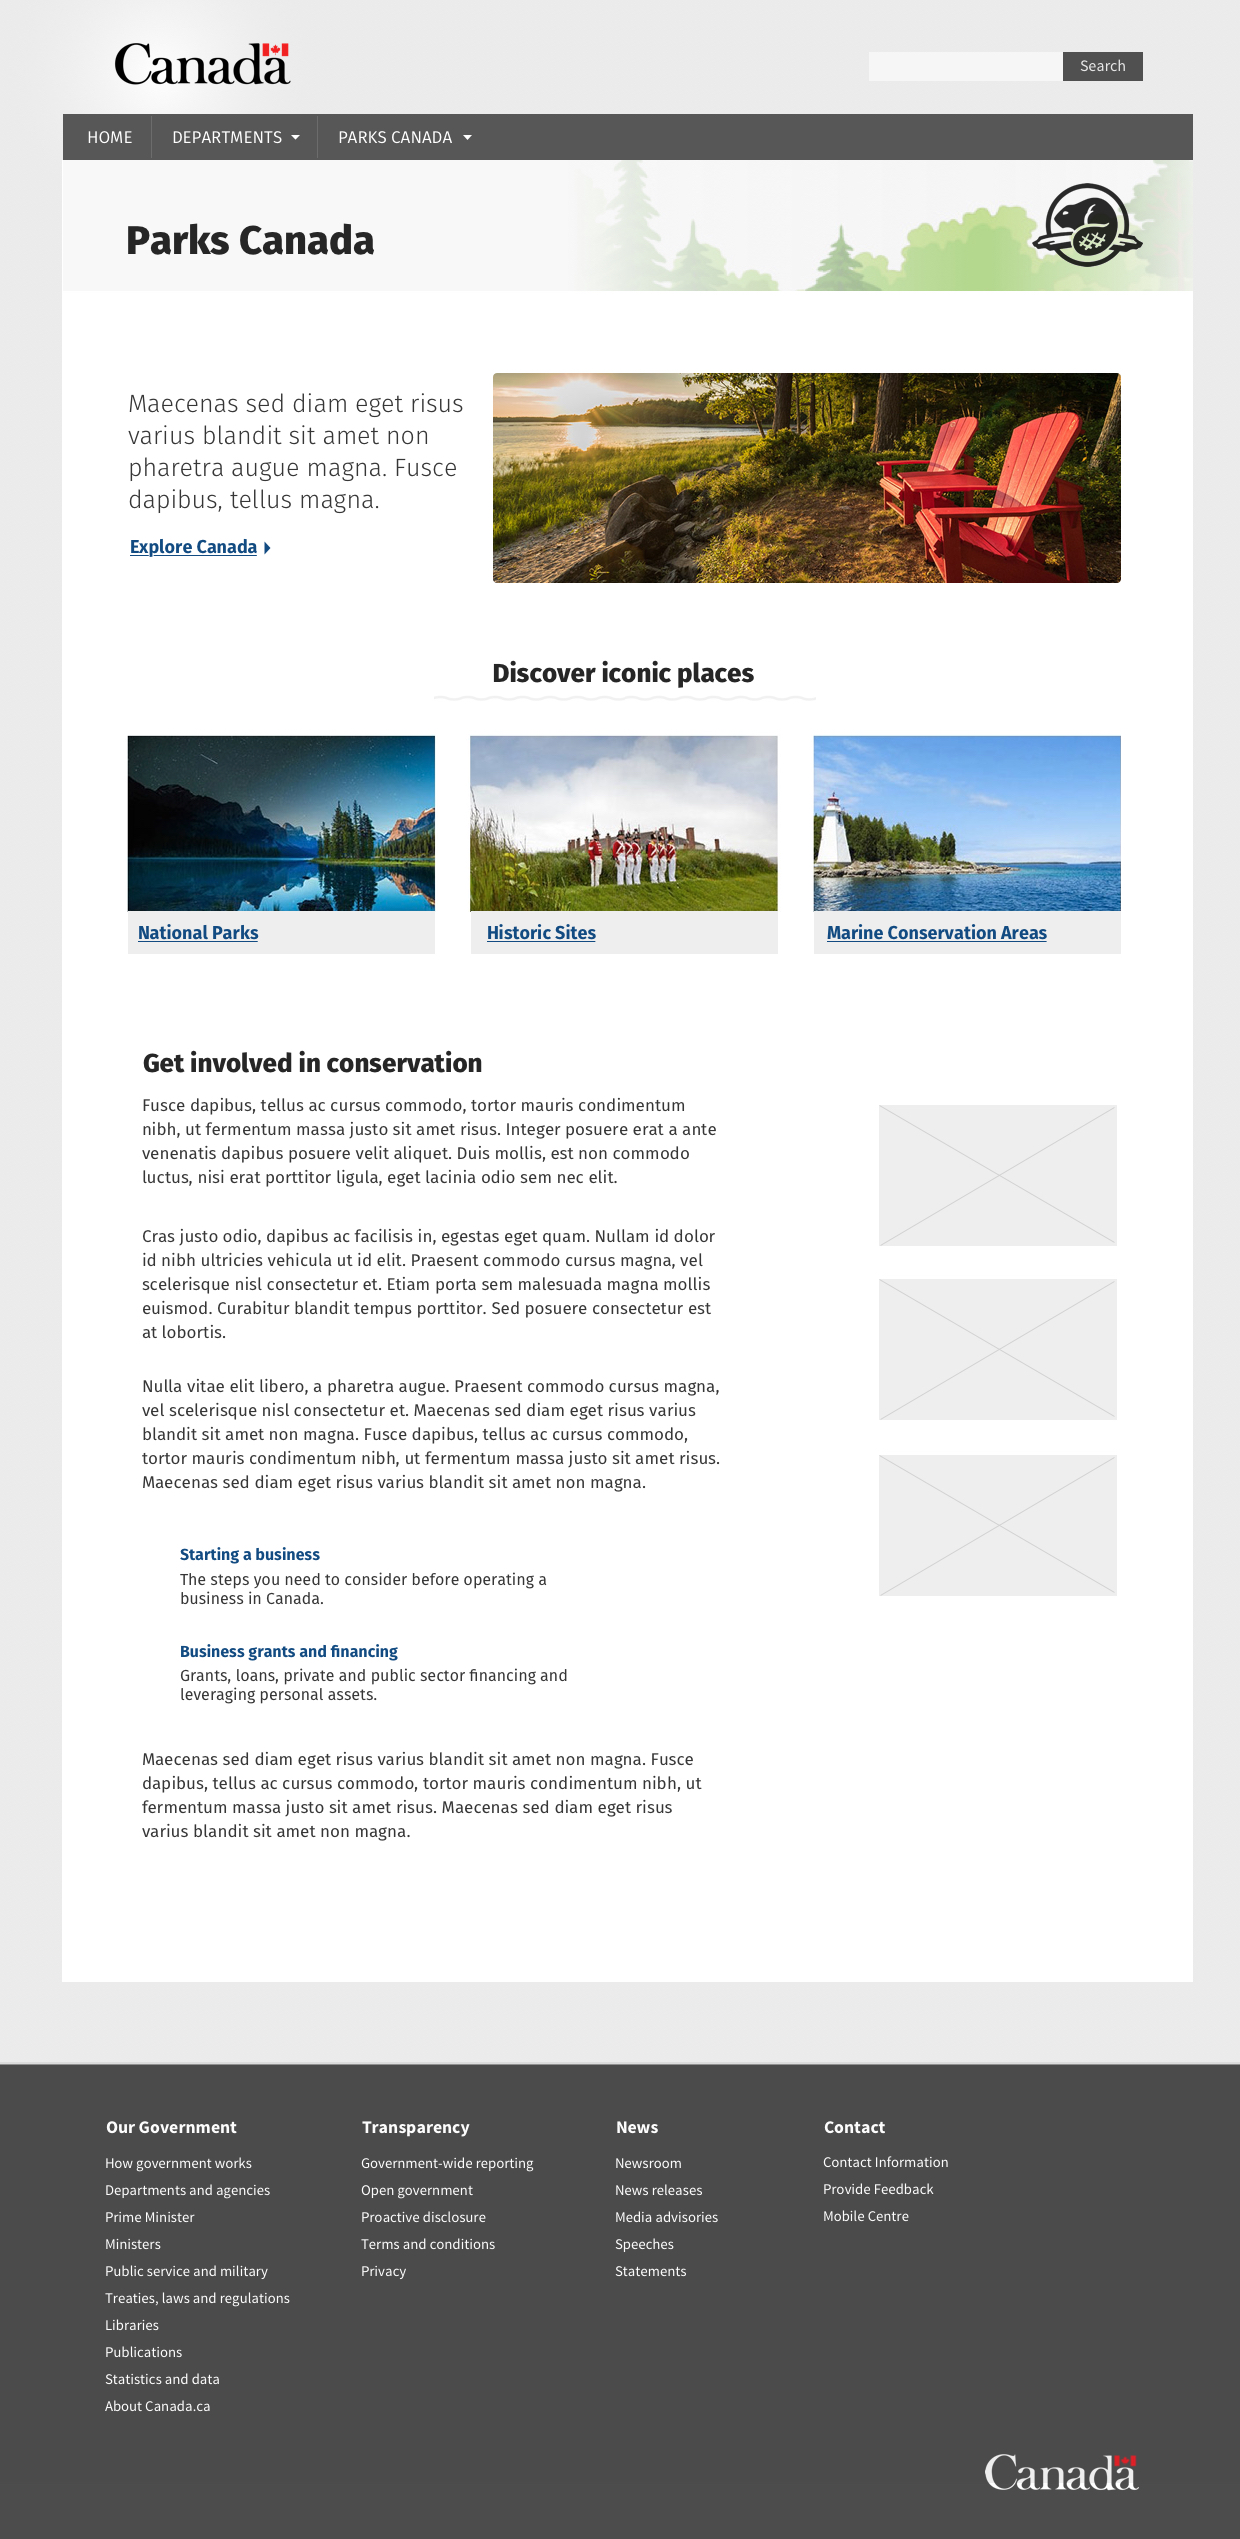 Canada
Search
HOME
DEPARTMENTS
PARKS CANADA
Parks Canada
Maecenas sed diam eget risus
varius blandit sit amet non
pharetra augue magna. Fusce
dapibus, tellus magna.
Explore Canada
Discover iconic places
National Parks
Historic Sites
Marine Conservation Areas
Get involved in conservation
Fusce dapibus, tellus ac cursus commodo, tortor mauris condimentum
nibh, ut fermentum massa justo sit amet risus. Integer posuere erat a ante
venenatis dapibus posuere velit aliquet. Duis mollis, est non commodo
luctus, nisi erat porttitor ligula, eget lacinia odio sem nec elit.
Cras justo odio, dapibus ac facilisis in, egestas eget quam. Nullam id dolor
id nibh ultricies vehicula ut id elit. Praesent commodo cursus magna, vel
scelerisque nisl consectetur et. Etiam porta sem malesuada magna mollis
euismod. Curabitur blandit tempus porttitor. Sed posuere consectetur est
at lobortis.
Nulla vitae elit libero, a pharetra augue. Praesent commodo cursus magna,
vel scelerisque nisl consectetur et. Maecenas sed diam eget risus varius
blandit sit amet non magna. Fusce dapibus, tellus ac cursus commodo,
tortor mauris condimentum nibh, ut fermentum massa justo sit amet risus.
Maecenas sed diam eget risus varius blandit sit amet non magna.
Starting a business
The steps you need to consider before operating a
business in Canada.
Business grants and financing
Grants, loans, private and public sector financing and
leveraging personal assets.
Maecenas sed diam eget risus varius blandit sit amet non magna. Fusce
dapibus, tellus ac cursus commodo, tortor mauris condimentum nibh, ut
fermentum massa justo sit amet risus. Maecenas sed diam eget risus
varius blandit sit amet non magna.
Our Government
How government works
Departments and agencies
Prime Minister
Ministers
Public service and military
Treaties, laws and regulations
Libraries
Publications
Statistics and data
About Canada.ca
Transparency
Government-wide reporting
Open government
Proactive disclosure
Terms and conditions
Privacy
News
Newsroom
News releases
Media advisories
Speeches
Statements
Contact
Contact Information
Provide Feedback
Mobile Centre
Canada